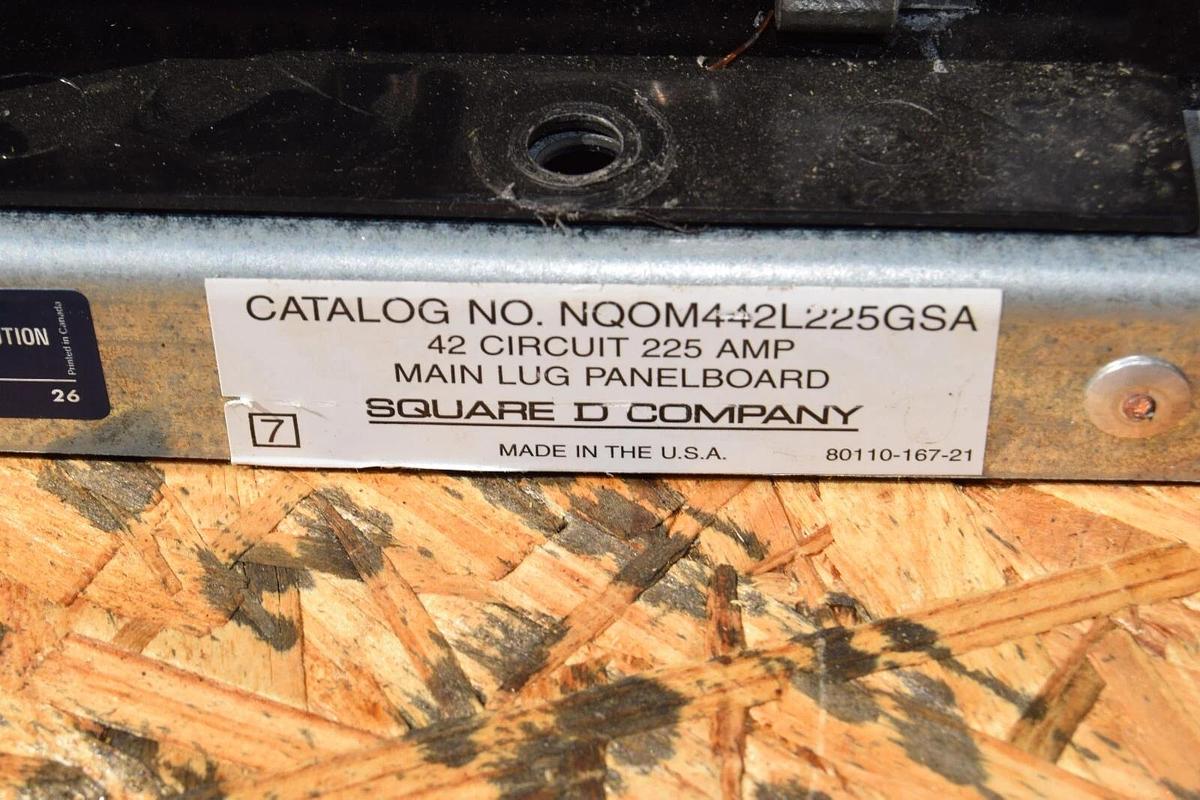 CATALOG NO. NQOM442L225GSA
42 CIRCUIT 225 AMP
MAIN LUG PANELBOARD
SQUARE D COMPANY
7
MADE IN THE U.S.A.
80110-167-21
Printed in Canada
26